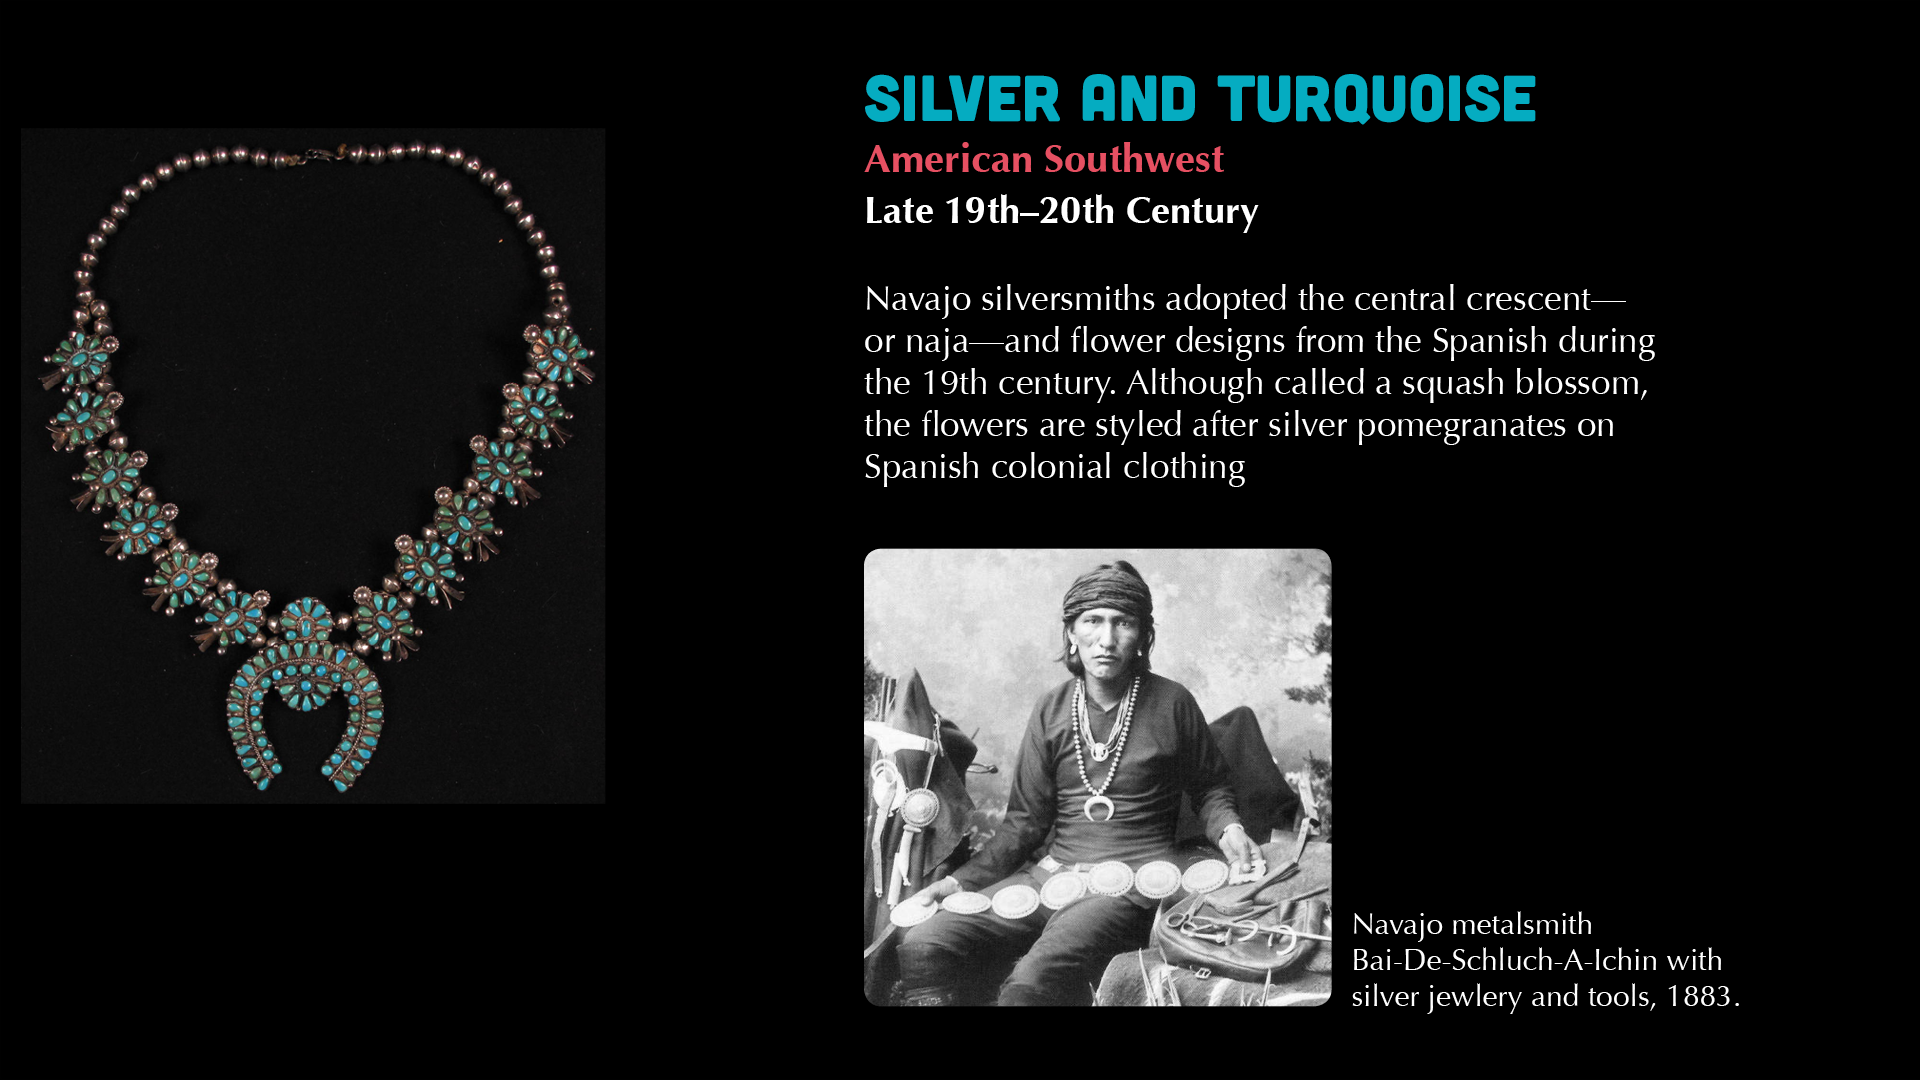 SILVER AND TURQUOISE
American Southwest
Late 19th–20th Century
Navajo silversmiths adopted the central crescent—
or naja—and flower designs from the Spanish during
the 19th century. Although called a squash blossom,
the flowers are styled after silver pomegranates on
Spanish colonial clothing
Navajo metalsmith
Bai-De-Schluch-A-Ichin with
silver jewlery and tools, 1883.